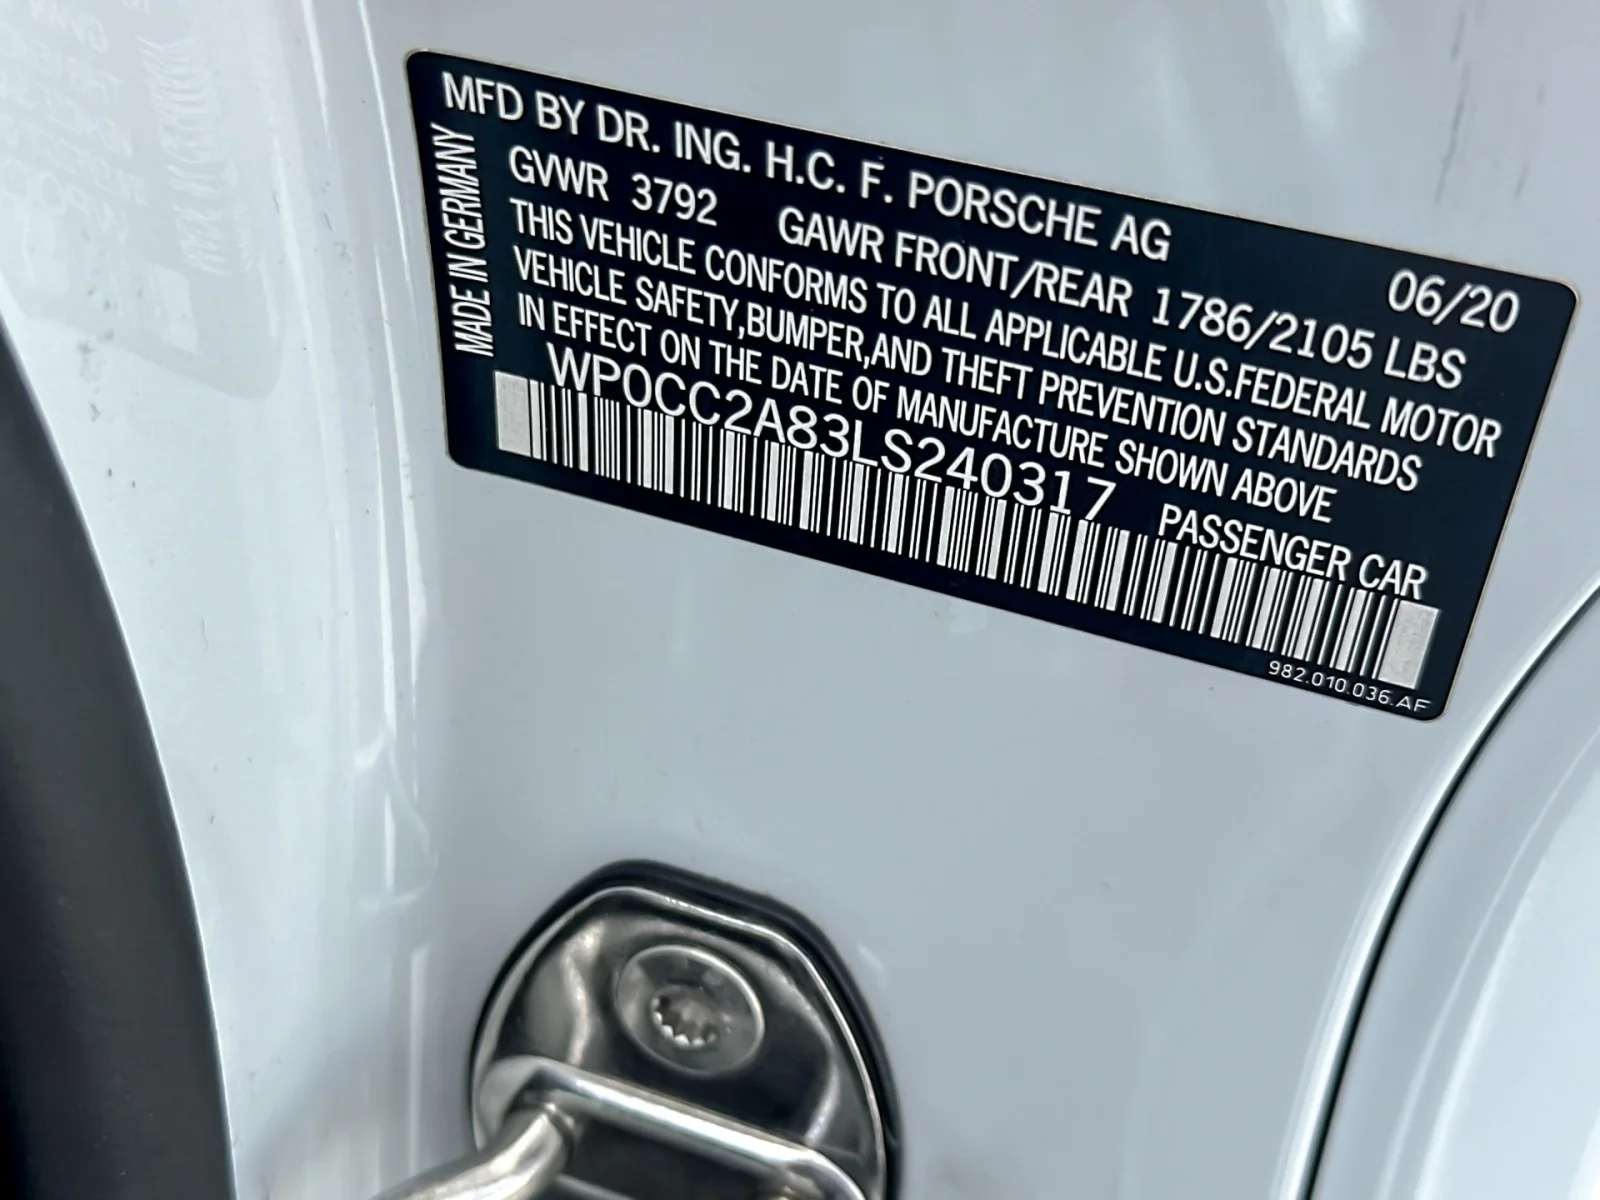 MFD BY DR. ING. H.C. F. PORSCHE AG
06/20
GVWR 3792 GAWR FRONT/REAR 1786/2105 LBS
THIS VEHICLE CONFORMS TO ALL APPLICABLE U.S.FEDERAL MOTOR
VEHICLE SAFETY,BUMPER,AND THEFT PREVENTION STANDARDS
IN EFFECT ON THE DATE OF MANUFACTURE SHOWN ABOVE
WP0CC2A83LS240317 PASSENGER CAR
MADE IN GERMANY
982.010.036.AF